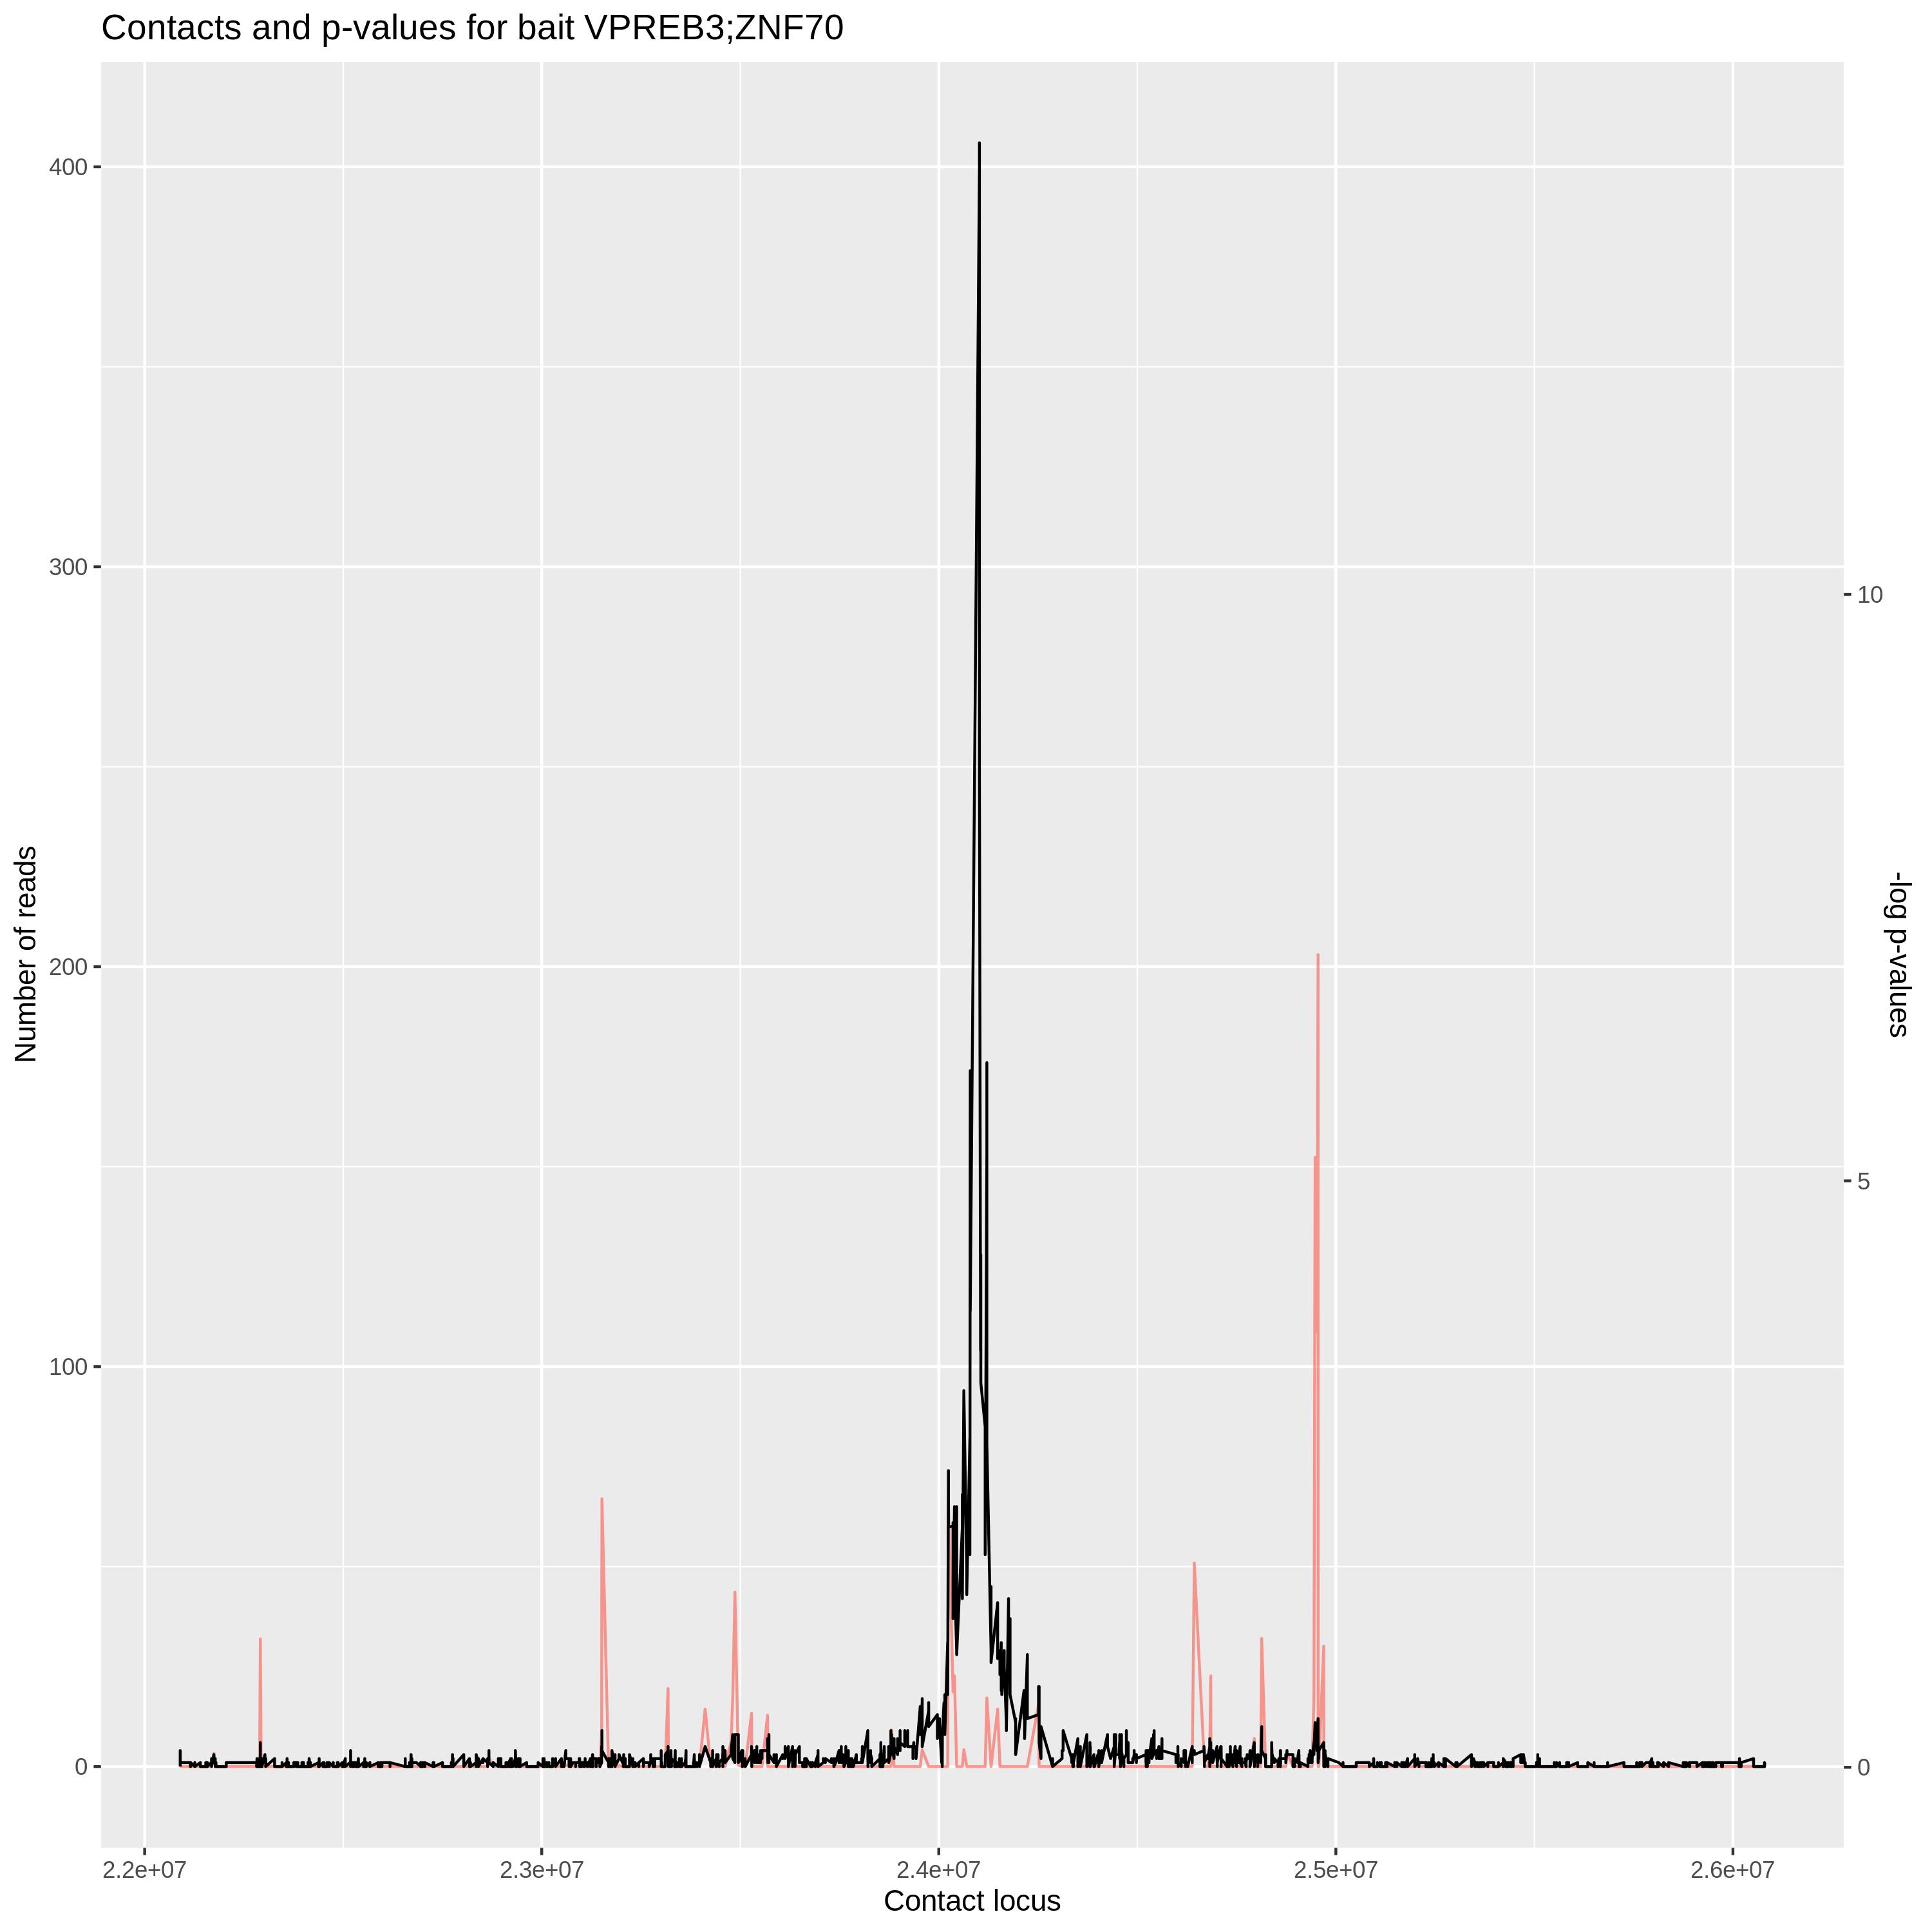 Contacts and p-values for bait VPREB3;ZNF70
400
300
200
100
0
Number of reads
10
5
0
-log p-values
2.2e+07
2.3e+07
2.4e+07
2.5e+07
2.6e+07
Contact locus